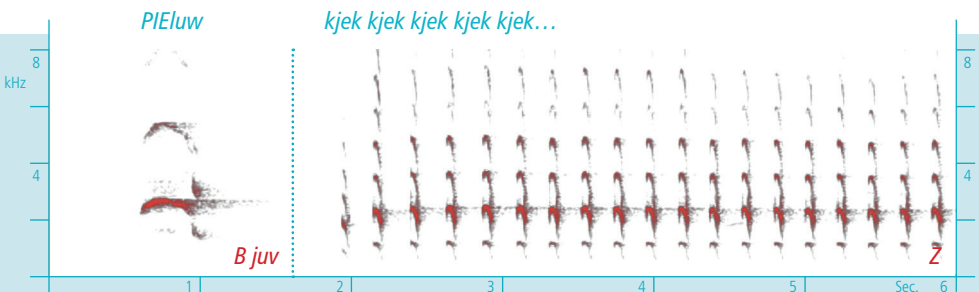 PIEluw kjek kjek kjek kjek kjek…
8 8
kHz
4 4
B juv Z
1 2 3 4 5 Sec. 6